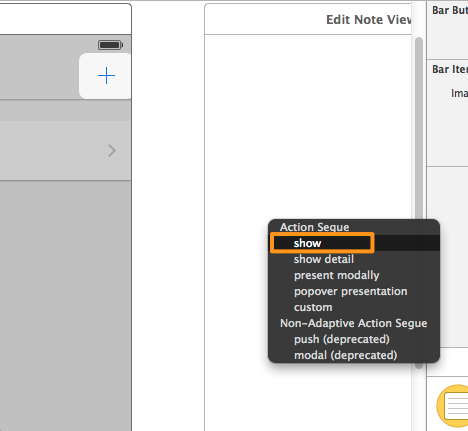 Edit Note View
Bar But
Bar Iten
Ima
Action Segue
show
show detail
present modally
popover presentation
custom
Non-Adaptive Action Segue
push (deprecated)
modal (deprecated)